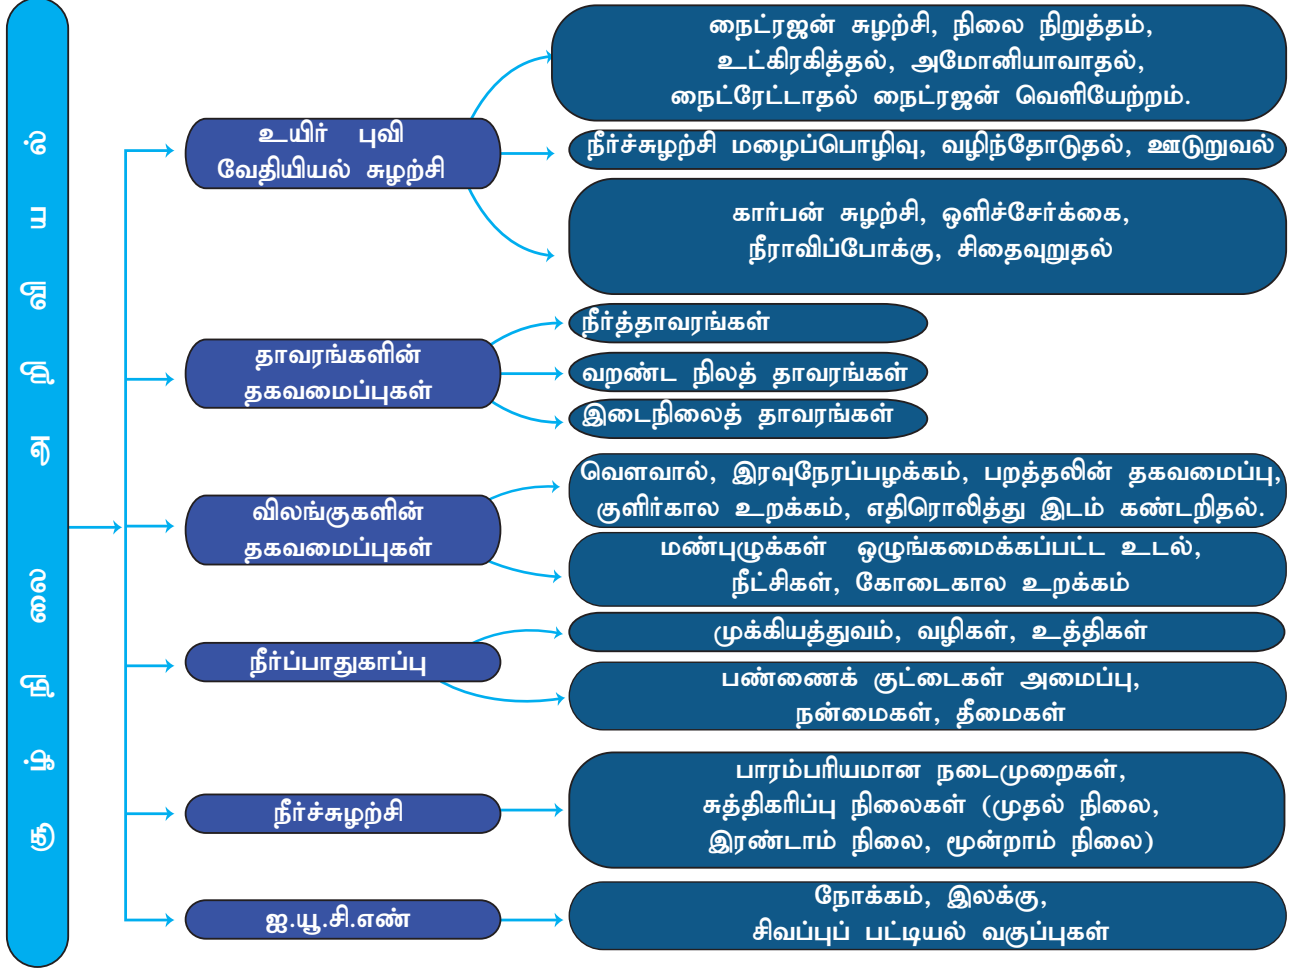 சூழ்நிலை அறிவியல்
உயிர் புவி
வேதியியல் சுழற்சி
நைட்ரஜன் சுழற்சி, நிலை நிறுத்தம்,
உட்கிரகித்தல், அமோனியாவாதல்,
நைட்ரேட்டாதல் நைட்ரஜன் வெளியேற்றம்.
நீர்ச்சுழற்சி மழைப்பொழிவு, வழிந்தோடுதல், ஊடுறுவல்
கார்பன் சுழற்சி, ஒளிச்சேர்க்கை,
நீராவிப்போக்கு, சிதைவுறுதல்
தாவரங்களின்
தகவமைப்புகள்
நீர்த்தாவரங்கள்
வறண்ட நிலத் தாவரங்கள்
இடைநிலைத் தாவரங்கள்
விலங்குகளின்
தகவமைப்புகள்
வௌவால், இரவுநேரப்பழக்கம், பறத்தலின் தகவமைப்பு,
குளிர்கால உறக்கம், எதிரொலித்து இடம் கண்டறிதல்.
மண்புழுக்கள் ஒழுங்கமைக்கப்பட்ட உடல்,
நீட்சிகள், கோடைகால உறக்கம்
நீர்ப்பாதுகாப்பு
முக்கியத்துவம், வழிகள், உத்திகள்
பண்ணைக் குட்டைகள் அமைப்பு,
நன்மைகள், தீமைகள்
நீர்ச்சுழற்சி
பாரம்பரியமான நடைமுறைகள்,
சுத்திகரிப்பு நிலைகள் (முதல் நிலை,
இரண்டாம் நிலை, மூன்றாம் நிலை)
ஐ.யூ.சி.எண்
நோக்கம், இலக்கு,
சிவப்புப் பட்டியல் வகுப்புகள்